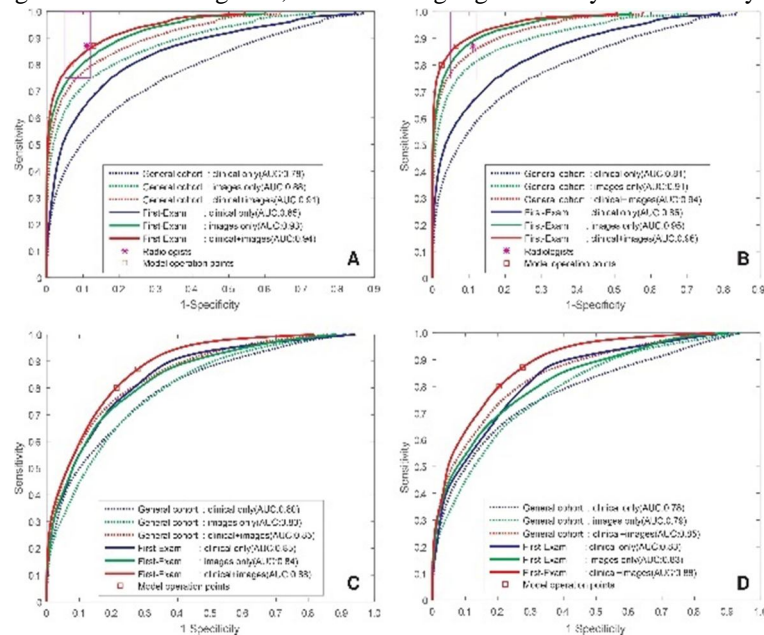 Sensitivity
1.0
0.9
0.8
0.7
0.6
0.5
0.4
0.3
0.2
0.1
0
General cohort : clinical only(AUC:0.78)
General cohort : images only(AUC:0.88)
General cohort : clinical+images(AUC:0.91)
First-Exam : clinical only(AUC:0.85)
First-Exam : images only(AUC:0.93)
First Exam : clinical+images(AUC:0.94)
Radiologists
Model operation points
A
0 0.1 0.2 0.3 0.4 0.5 0.6 0.7 0.8 0.9
1-Specificity
Sensitivity
1.0
0.9
0.8
0.7
0.6
0.5
0.4
0.3
0.2
0.1
0
General cohort : clinical only(AUC:0.81)
General cohort : images only(AUC:0.91)
General cohort : clinical+images(AUC:0.94)
First-Exam : clinical only(AUC:0.85)
First-Exam : images only(AUC:0.95)
First Exam : clinical+images(AUC:0.96)
Radiologists
Model operation points
B
0 0.1 0.2 0.3 0.4 0.5 0.6 0.7 0.8 0.9
1-Specificity
Sensitivity
1.0
0.9
0.8
0.7
0.6
0.5
0.4
0.3
0.2
0.1
0
General cohort : clinical only(AUC:0.80)
General cohort : images only(AUC:0.80)
General cohort : clinical+images(AUC:0.85)
First-Exam : clinical only(AUC:0.85)
First-Exam : images only(AUC:0.84)
First-Exam : clinical+images(AUC:0.88)
Model operation points
C
0 0.1 0.2 0.3 0.4 0.5 0.6 0.7 0.8 0.9 1.0
1-Specificity
Sensitivity
1.0
0.9
0.8
0.7
0.6
0.5
0.4
0.3
0.2
0.1
0
General cohort : clinical only(AUC:0.78)
General cohort : images only(AUC:0.79)
General cohort : clinical+images(AUC:0.85)
First-Exam : clinical only(AUC:0.83)
First-Exam : images only(AUC:0.83)
First-Exam : clinical+images(AUC:0.88)
Model operation points
D
0 0.1 0.2 0.3 0.4 0.5 0.6 0.7 0.8 0.9 1.0
1-Specificity